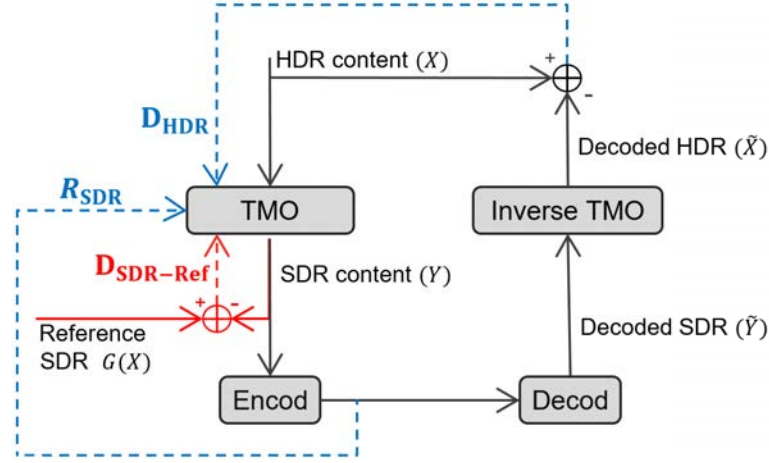 HDR content (X)
+
-
D_HDR
Decoded HDR (X̃)
R_SDR
TMO
Inverse TMO
D_SDR−Ref
SDR content (Y)
+
-
Reference
SDR G(X)
Decoded SDR (Ỹ)
Encod
Decod